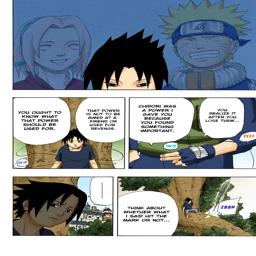 YOU OUGHT TO
KNOW WHAT
THAT POWER
SHOULD BE
USED FOR.
THAT POWER
IS NOT TO
BE AIMED AT A
FRIEND OR
USED FOR
REVENGE.
CHIDORI WAS
A POWER I
GAVE YOU
BECAUSE
YOU FOUND
SOMETHING
IMPORTANT.
YOU
REALIZE IT
AFTER YOU
LOSE THEM...
THINK ABOUT
WHETHER WHAT
I SAID HIT THE
MARK OR NOT...